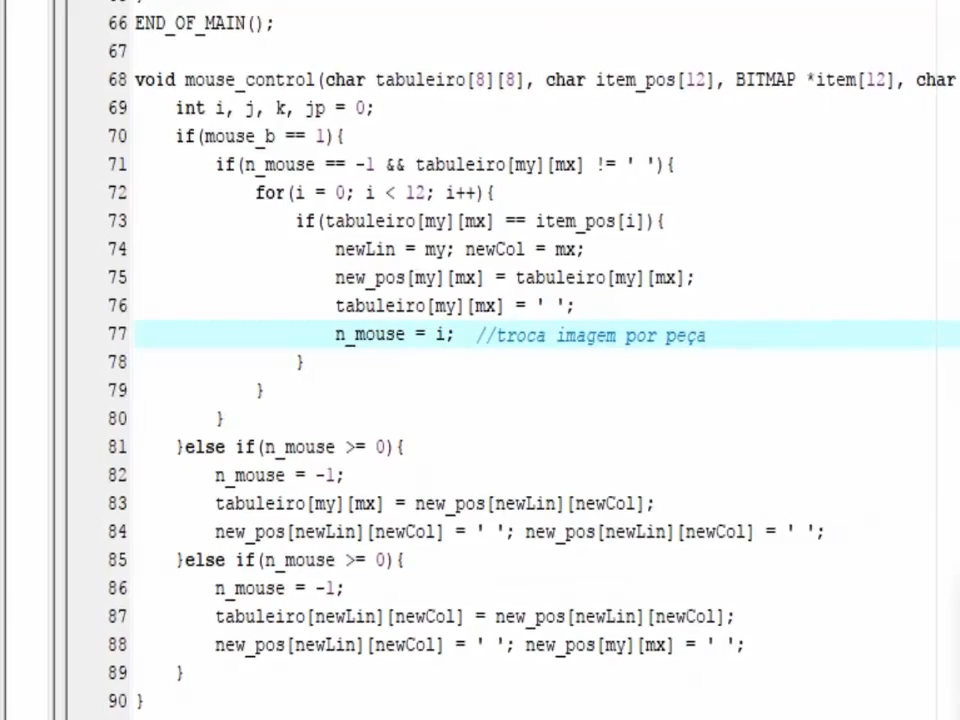 66 END_OF_MAIN();
67
68 void mouse_control(char tabuleiro[8][8], char item_pos[12], BITMAP *item[12], char
69 int i, j, k, jp = 0;
70 if(mouse_b == 1){
71 if(n_mouse == -1 && tabuleiro[my][mx] != ' '){
72 for(i = 0; i < 12; i++){
73 if(tabuleiro[my][mx] == item_pos[i]){
74 newLin = my; newCol = mx;
75 new_pos[my][mx] = tabuleiro[my][mx];
76 tabuleiro[my][mx] = ' ';
77 n_mouse = i; //troca imagem por peça
78 }
79 }
80 }
81 }else if(n_mouse >= 0){
82 n_mouse = -1;
83 tabuleiro[my][mx] = new_pos[newLin][newCol];
84 new_pos[newLin][newCol] = ' '; new_pos[newLin][newCol] = ' ';
85 }else if(n_mouse >= 0){
86 n_mouse = -1;
87 tabuleiro[newLin][newCol] = new_pos[newLin][newCol];
88 new_pos[newLin][newCol] = ' '; new_pos[my][mx] = ' ';
89 }
90 }